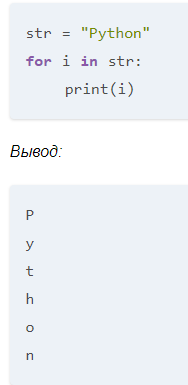 str = "Python"
for i in str:
    print(i)
Вывод:
P
y
t
h
o
n